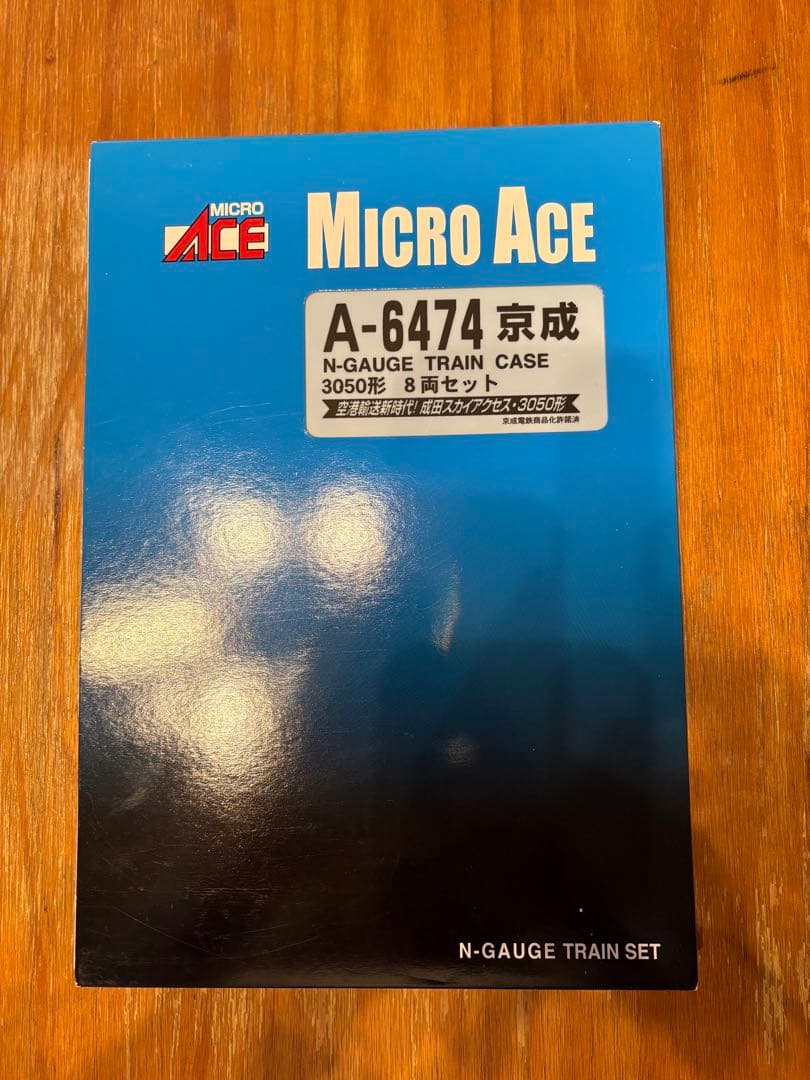 MICRO
ACE
MICRO ACE
A-6474 京成
N-GAUGE TRAIN CASE
3050形 8両セット
空港輸送新時代!成田スカイアクセス・3050形
京成電鉄商品化許諾済
N-GAUGE TRAIN SET